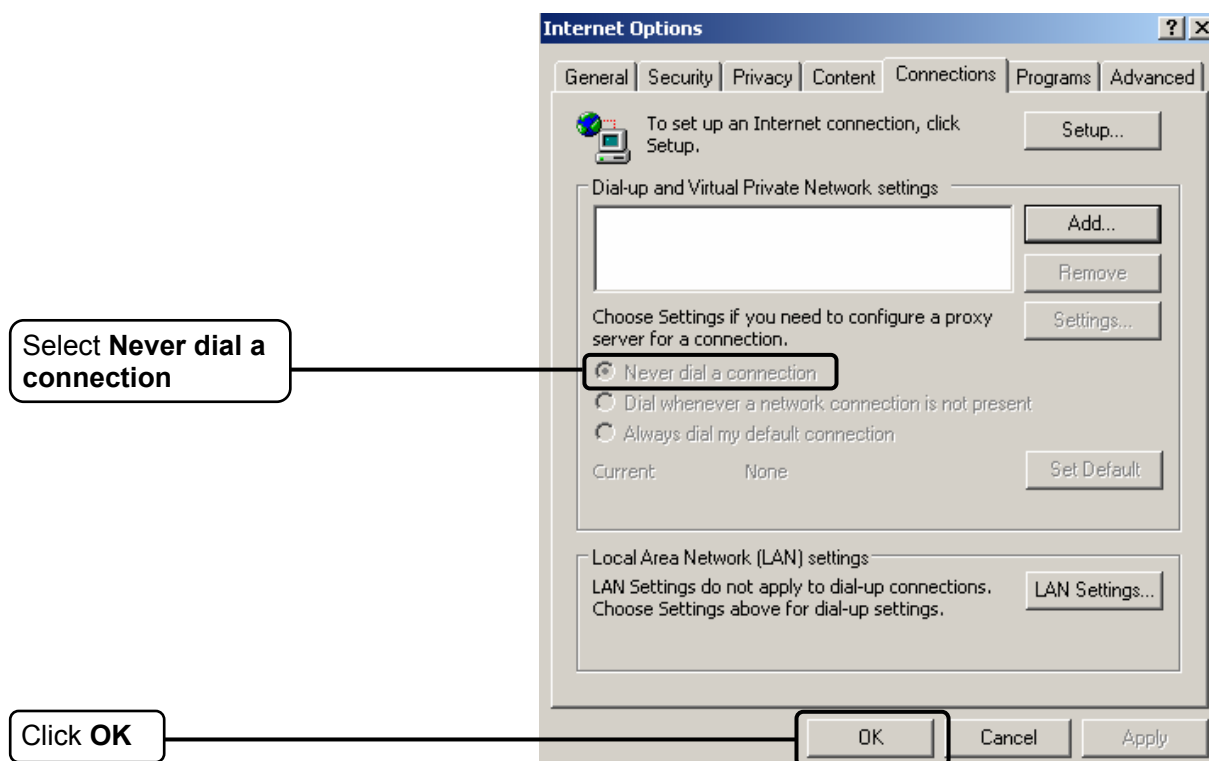 Internet Options
General Security Privacy Content Connections Programs Advanced
To set up an Internet connection, click
Setup.
Setup...
Dial-up and Virtual Private Network settings
Add...
Remove
Choose Settings if you need to configure a proxy
server for a connection.
Settings...
Select Never dial a
connection
Never dial a connection
Dial whenever a network connection is not present
Always dial my default connection
Current None
Set Default
Local Area Network (LAN) settings
LAN Settings do not apply to dial-up connections.
Choose Settings above for dial-up settings.
LAN Settings...
Click OK
OK Cancel Apply